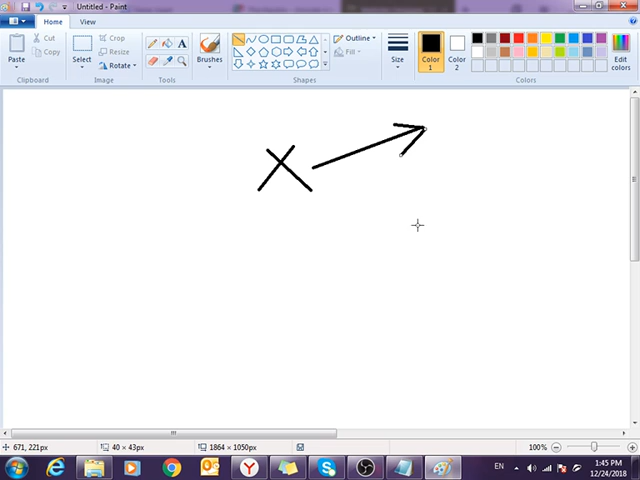 Untitled - Paint
Home View
Paste
Cut
Copy
Clipboard
Select
Crop
Resize
Rotate
Image
Tools
Brushes
Outline
Fill
Shapes
Size
Color 1
Color 2
Edit colors
Colors
X
671, 221px
40 × 43px
1864 × 1050px
100%
EN
1:45 PM
12/24/2018